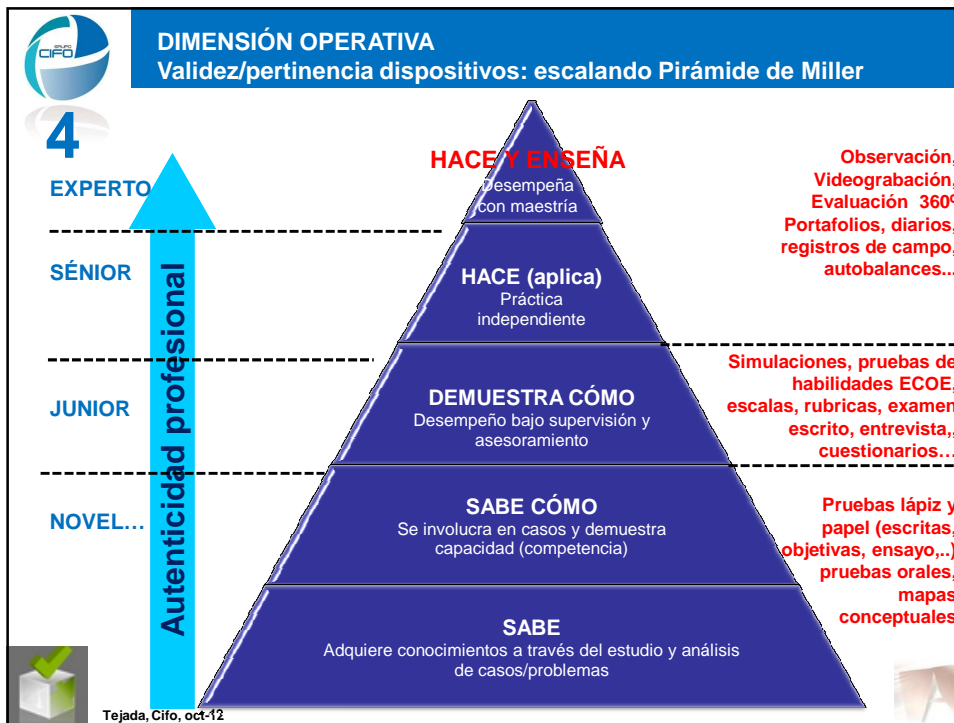 GRUPO
CIFO
DIMENSIÓN OPERATIVA
Validez/pertinencia dispositivos: escalando Pirámide de Miller
4
EXPERTO
SÉNIOR
JUNIOR
NOVEL…
Autenticidad profesional
HACE Y ENSEÑA
Desempeña
con maestría
HACE (aplica)
Práctica
independiente
DEMUESTRA CÓMO
Desempeño bajo supervisión y
asesoramiento
SABE CÓMO
Se involucra en casos y demuestra
capacidad (competencia)
SABE
Adquiere conocimientos a través del estudio y análisis
de casos/problemas
Observación,
Videograbación,
Evaluación 360º
Portafolios, diarios,
registros de campo,
autobalances...
Simulaciones, pruebas de
habilidades ECOE,
escalas, rubricas, examen
escrito, entrevista,,
cuestionarios…
Pruebas lápiz y
papel (escritas,
objetivas, ensayo,..)
pruebas orales,
mapas
conceptuales
Tejada, Cifo, oct-12
A